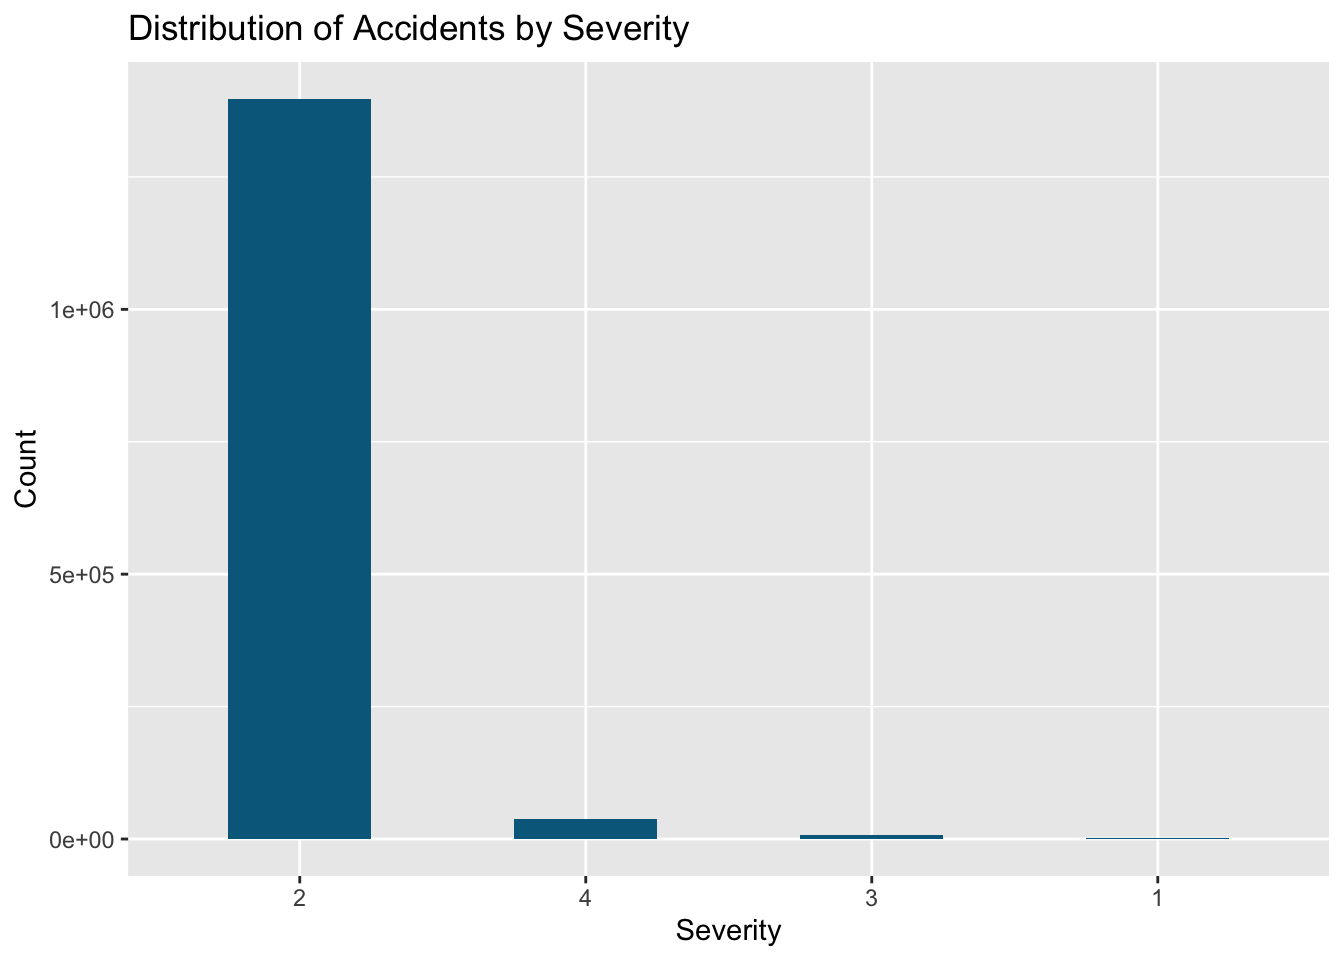 Distribution of Accidents by Severity
Count
1e+06
5e+05
0e+00
2 4 3 1
Severity